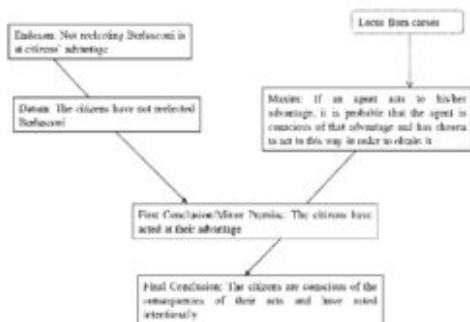 Endoxon: Not reelecting Berlusconi is
at citizens' advantage
Locus from causes
Datum: The citizens have not reelected
Berlusconi
Maxim: If an agent acts to his/her
advantage, it is probable that the agent is
conscious of that advantage and has chosen
to act in this way in order to obtain it
First Conclusion/Minor Premise: The citizens have
acted at their advantage
Final Conclusion: The citizens are conscious of the
consequences of their acts and have acted
intentionally